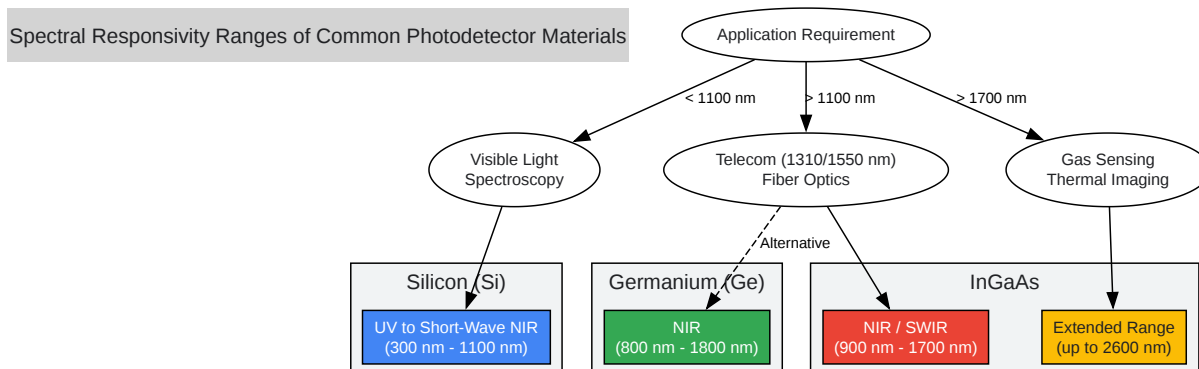 Spectral Responsivity Ranges of Common Photodetector Materials
Application Requirement
< 1100 nm
> 1100 nm
> 1700 nm
Visible Light
Spectroscopy
Telecom (1310/1550 nm)
Fiber Optics
Gas Sensing
Thermal Imaging
Alternative
Silicon (Si)
Germanium (Ge)
InGaAs
UV to Short-Wave NIR
(300 nm - 1100 nm)
NIR
(800 nm - 1800 nm)
NIR / SWIR
(900 nm - 1700 nm)
Extended Range
(up to 2600 nm)